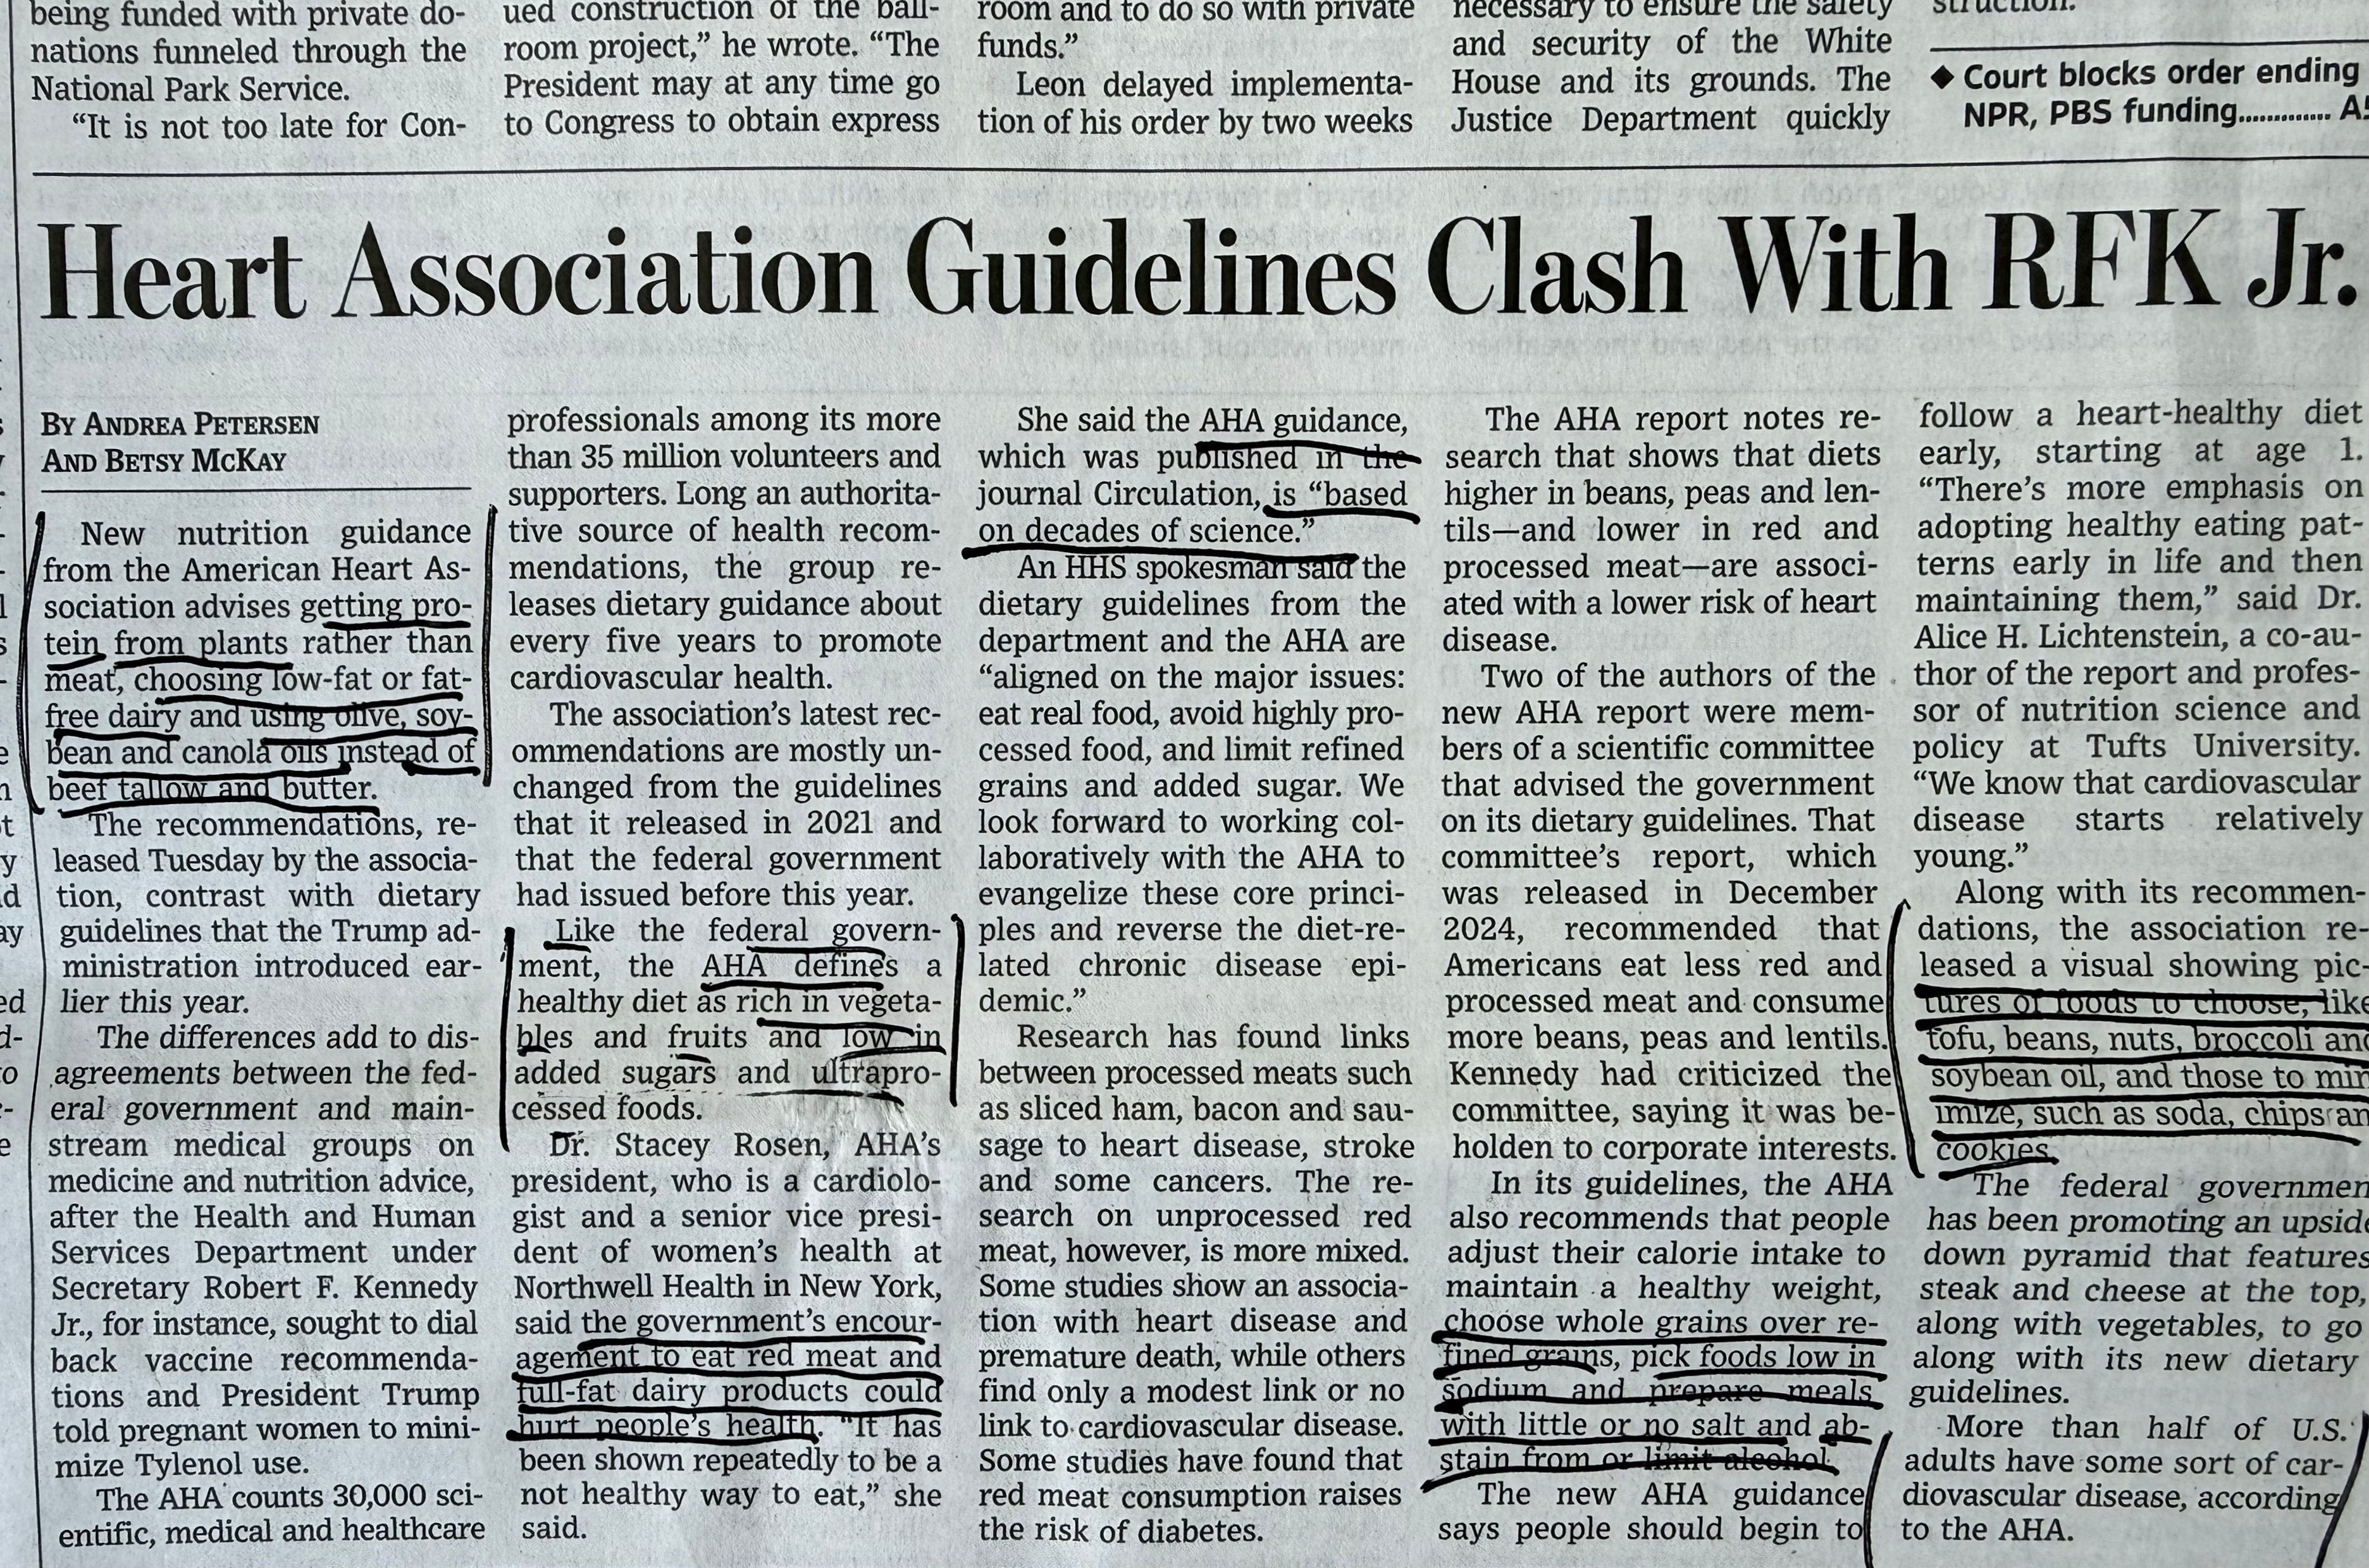 being funded with private do-
nations funneled through the
National Park Service.
“It is not too late for Con-
ued construction of the ball-
room project,” he wrote. “The
President may at any time go
to Congress to obtain express
room and to do so with private
funds.”
Leon delayed implementa-
tion of his order by two weeks
necessary to ensure the safety
and security of the White
House and its grounds. The
Justice Department quickly
struction.
◆ Court blocks order ending
NPR, PBS funding..............
Heart Association Guidelines Clash With RFK Jr.
BY ANDREA PETERSEN
AND BETSY MCKAY
New nutrition guidance
from the American Heart As-
sociation advises getting pro-
tein from plants rather than
meat, choosing low-fat or fat-
free dairy and using olive, soy-
bean and canola oils instead of
beef tallow and butter.
The recommendations, re-
leased Tuesday by the associa-
tion, contrast with dietary
guidelines that the Trump ad-
ministration introduced ear-
lier this year.
The differences add to dis-
agreements between the fed-
eral government and main-
stream medical groups on
medicine and nutrition advice,
after the Health and Human
Services Department under
Secretary Robert F. Kennedy
Jr., for instance, sought to dial
back vaccine recommenda-
tions and President Trump
told pregnant women to mini-
mize Tylenol use.
The AHA counts 30,000 sci-
entific, medical and healthcare
professionals among its more
than 35 million volunteers and
supporters. Long an authorita-
tive source of health recom-
mendations, the group re-
leases dietary guidance about
every five years to promote
cardiovascular health.
The association’s latest rec-
ommendations are mostly un-
changed from the guidelines
that it released in 2021 and
that the federal government
had issued before this year.
Like the federal govern-
ment, the AHA defines a
healthy diet as rich in vegeta-
bles and fruits and low in
added sugars and ultrapro-
cessed foods.
Dr. Stacey Rosen, AHA’s
president, who is a cardiolo-
gist and a senior vice presi-
dent of women’s health at
Northwell Health in New York,
said the government’s encour-
agement to eat red meat and
full-fat dairy products could
hurt people’s health. “It has
been shown repeatedly to be a
not healthy way to eat,” she
said.
She said the AHA guidance,
which was published in the
journal Circulation, is “based
on decades of science.”
An HHS spokesman said the
dietary guidelines from the
department and the AHA are
“aligned on the major issues:
eat real food, avoid highly pro-
cessed food, and limit refined
grains and added sugar. We
look forward to working col-
laboratively with the AHA to
evangelize these core princi-
ples and reverse the diet-re-
lated chronic disease epi-
demic.”
Research has found links
between processed meats such
as sliced ham, bacon and sau-
sage to heart disease, stroke
and some cancers. The re-
search on unprocessed red
meat, however, is more mixed.
Some studies show an associa-
tion with heart disease and
premature death, while others
find only a modest link or no
link to cardiovascular disease.
Some studies have found that
red meat consumption raises
the risk of diabetes.
The AHA report notes re-
search that shows that diets
higher in beans, peas and len-
tils—and lower in red and
processed meat—are associ-
ated with a lower risk of heart
disease.
Two of the authors of the
new AHA report were mem-
bers of a scientific committee
that advised the government
on its dietary guidelines. That
committee’s report, which
was released in December
2024, recommended that
Americans eat less red and
processed meat and consume
more beans, peas and lentils.
Kennedy had criticized the
committee, saying it was be-
holden to corporate interests.
In its guidelines, the AHA
also recommends that people
adjust their calorie intake to
maintain a healthy weight,
choose whole grains over re-
fined grains, pick foods low in
sodium and prepare meals
with little or no salt and ab-
stain from or limit alcohol.
The new AHA guidance
says people should begin to
follow a heart-healthy diet
early, starting at age 1.
“There’s more emphasis on
adopting healthy eating pat-
terns early in life and then
maintaining them,” said Dr.
Alice H. Lichtenstein, a co-au-
thor of the report and profes-
sor of nutrition science and
policy at Tufts University.
“We know that cardiovascular
disease starts relatively
young.”
Along with its recommen-
dations, the association re-
leased a visual showing pic-
tures of foods to choose, like
tofu, beans, nuts, broccoli and
soybean oil, and those to min
imize, such as soda, chips an
cookies.
The federal governmen
has been promoting an upside
down pyramid that features
steak and cheese at the top,
along with vegetables, to go
along with its new dietary
guidelines.
More than half of U.S.
adults have some sort of car-
diovascular disease, according
to the AHA.